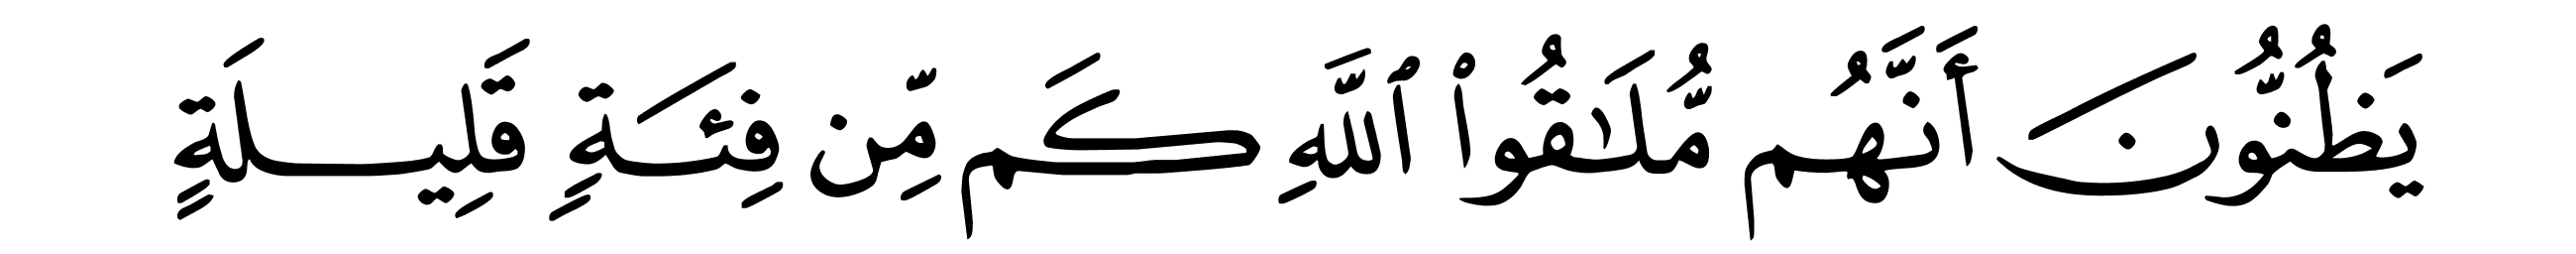 يَظُنُّونَ أَنَّهُم مُّلَـٰقُوا۟ ٱللَّهِ كَم مِّن فِئَةٍ قَلِيلَةٍ